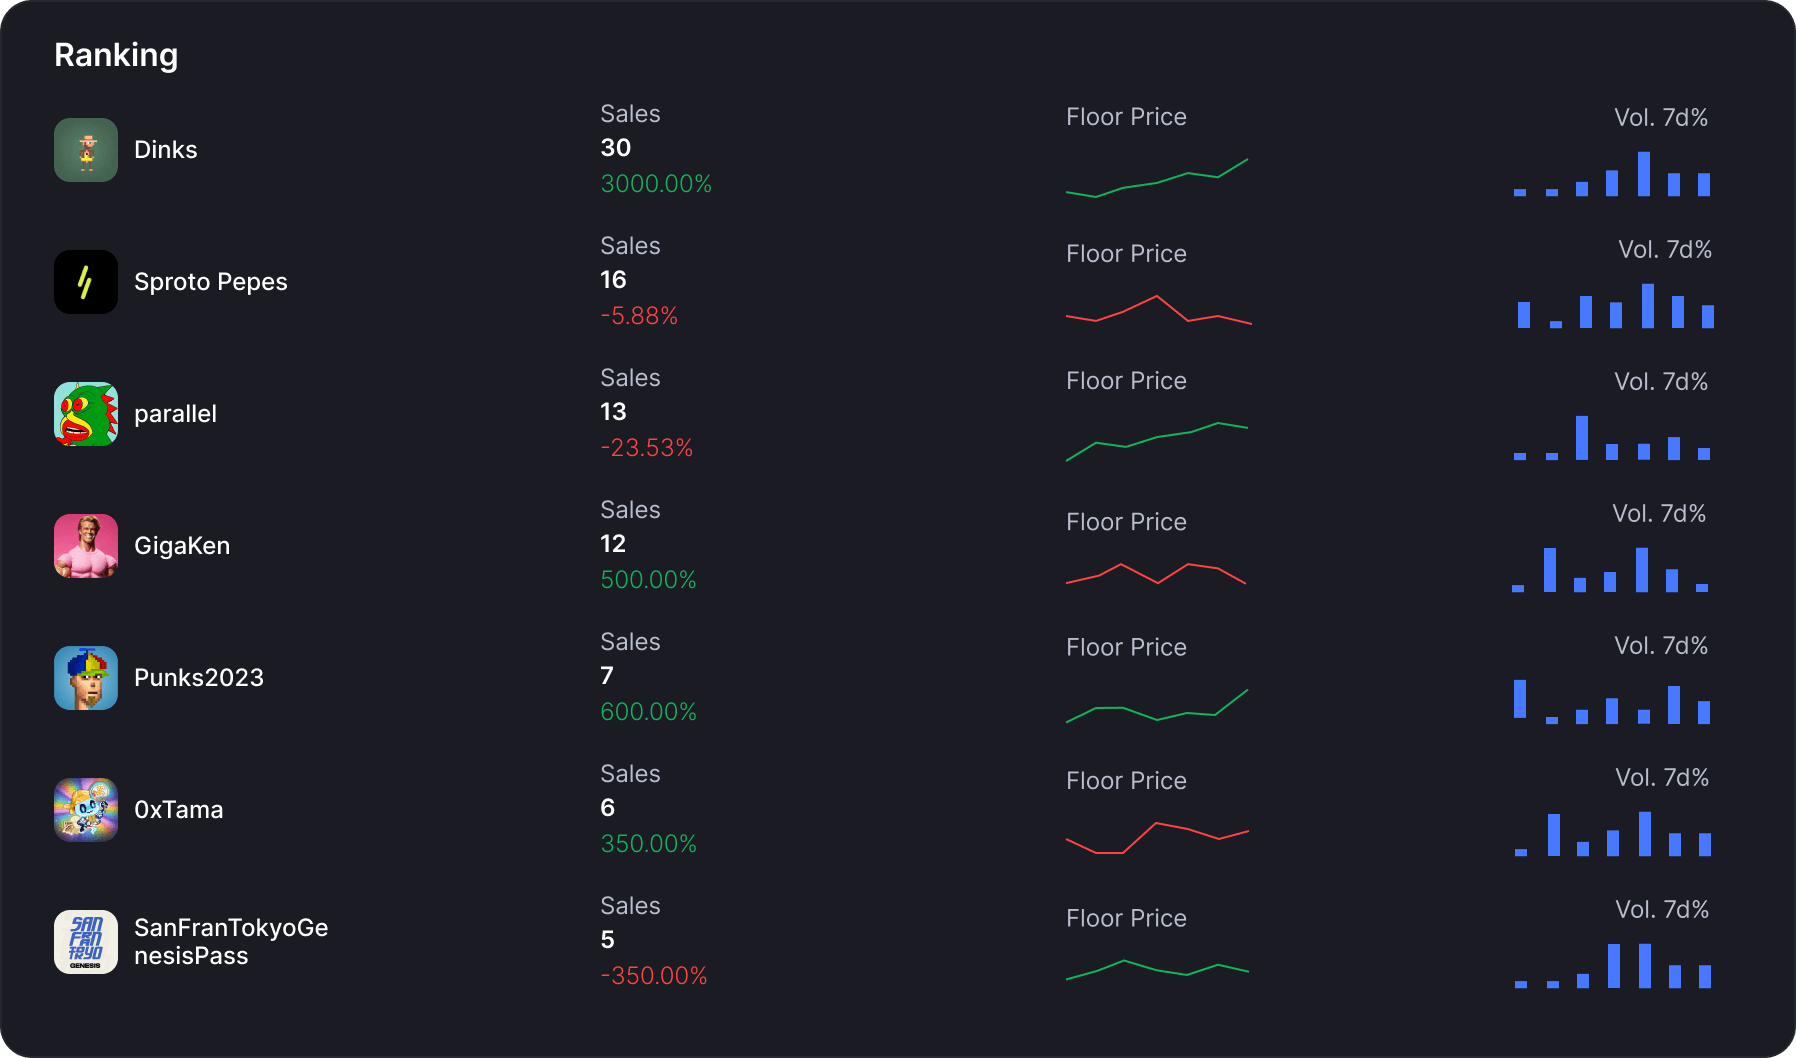 Ranking
Dinks
Sales
30
3000.00%
Floor Price
Vol. 7d%
Sproto Pepes
Sales
16
-5.88%
Floor Price
Vol. 7d%
parallel
Sales
13
-23.53%
Floor Price
Vol. 7d%
GigaKen
Sales
12
500.00%
Floor Price
Vol. 7d%
Punks2023
Sales
7
600.00%
Floor Price
Vol. 7d%
0xTama
Sales
6
350.00%
Floor Price
Vol. 7d%
SAN
FRAN
TKYO
GENESIS
SanFranTokyoGe
nesisPass
Sales
5
-350.00%
Floor Price
Vol. 7d%